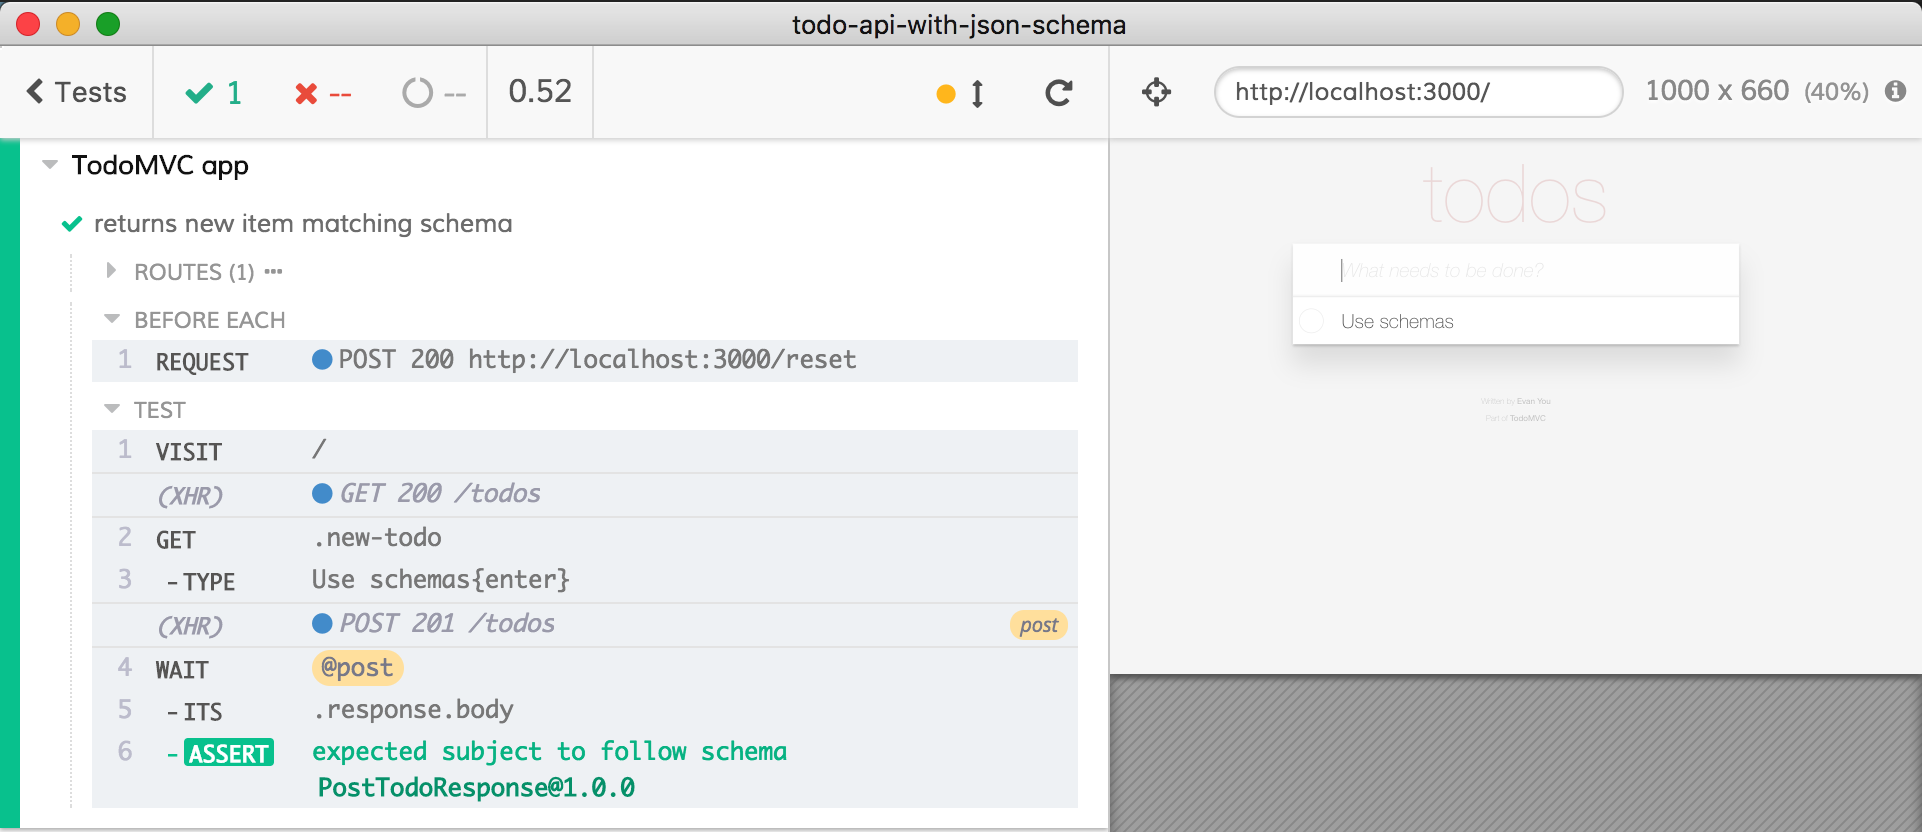 todo-api-with-json-schema
Tests
1
--
--
0.52
http://localhost:3000/
1000 x 660 (40%)
TodoMVC app
returns new item matching schema
ROUTES (1) •••
BEFORE EACH
1 REQUEST POST 200 http://localhost:3000/reset
TEST
1 VISIT /
(XHR) GET 200 /todos
2 GET .new-todo
3 -TYPE Use schemas{enter}
(XHR) POST 201 /todos post
4 WAIT @post
5 -ITS .response.body
6 -ASSERT expected subject to follow schema
PostTodoResponse@1.0.0
todos
What needs to be done?
Use schemas
Written by Evan You
Part of TodoMVC